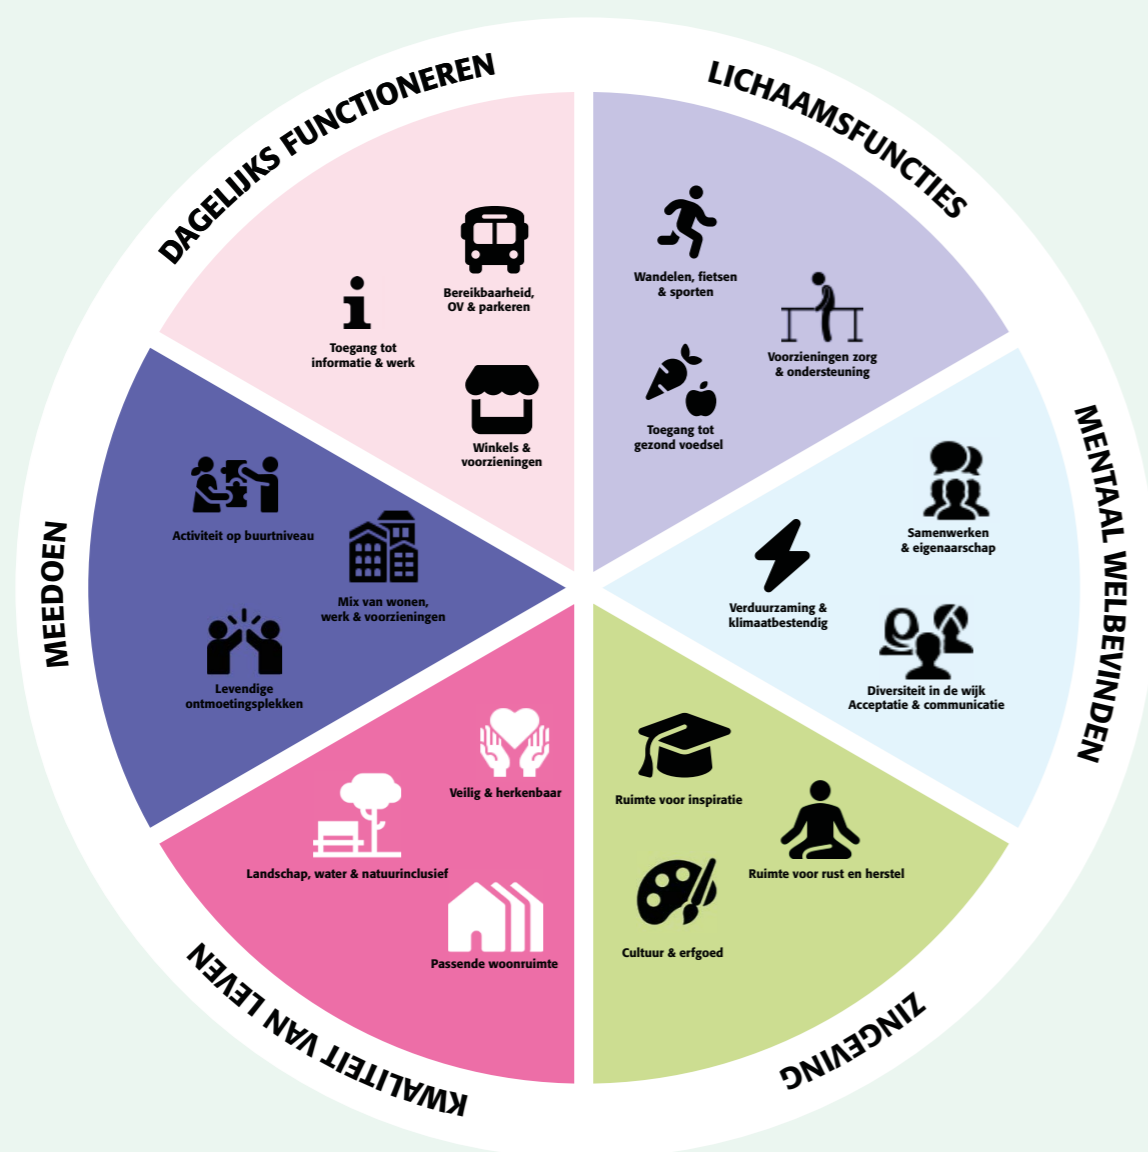 DAGELIJKS FUNCTIONEREN
Bereikbaarheid,
OV & parkeren
Toegang tot
informatie & werk
Winkels &
voorzieningen
LICHAAMSFUNCTIES
Wandelen, fietsen
& sporten
Voorzieningen zorg
& ondersteuning
Toegang tot
gezond voedsel
MENTAAL WELBEVINDEN
Samenwerken
& eigenaarschap
Verduurzaming &
klimaatbestendig
Diversiteit in de wijk
Acceptatie & communicatie
ZINGEVING
Ruimte voor inspiratie
Ruimte voor rust en herstel
Cultuur & erfgoed
KWALITEIT VAN LEVEN
Veilig & herkenbaar
Landschap, water & natuurinclusief
Passende woonruimte
MEEDOEN
Activiteit op buurtniveau
Mix van wonen,
werk & voorzieningen
Levendige
ontmoetingsplekken